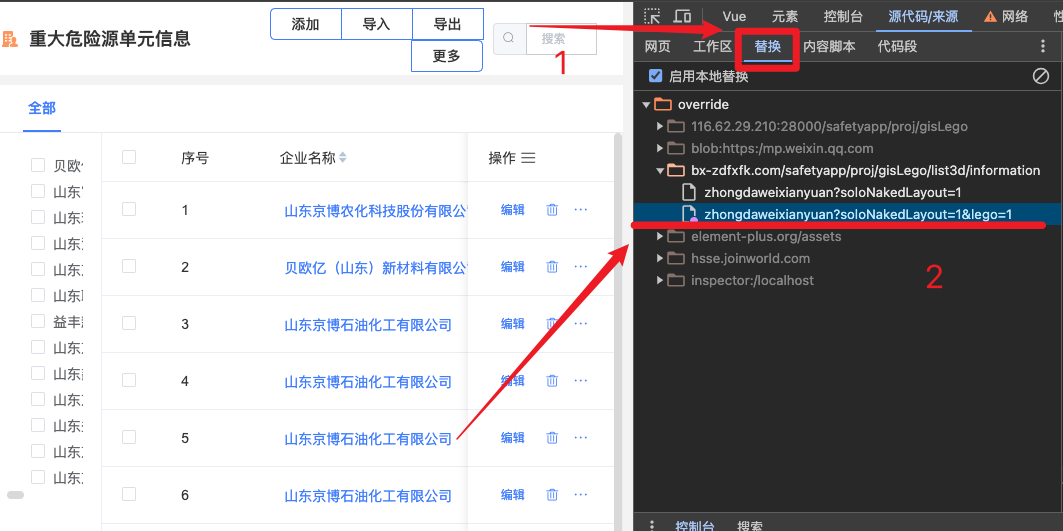 重大危险源单元信息
添加
导入
导出
更多
搜索
1
全部
贝欧
山东
山东
山东
山东
山东
益丰
山东
山东
山东
山东
山东
山东
序号
企业名称
操作
1
山东京博农化科技股份有限公
编辑
2
贝欧亿（山东）新材料有限公
编辑
3
山东京博石油化工有限公司
编辑
4
山东京博石油化工有限公司
编辑
5
山东京博石油化工有限公司
编辑
6
山东京博石油化工有限公司
编辑
Vue
元素
控制台
源代码/来源
网络
网页
工作区
替换
内容脚本
代码段
启用本地替换
override
116.62.29.210:28000/safetyapp/proj/gisLego
blob:https:/mp.weixin.qq.com
bx-zdfxfk.com/safetyapp/proj/gisLego/list3d/information
zhongdaweixianyuan?soloNakedLayout=1
zhongdaweixianyuan?soloNakedLayout=1&lego=1
element-plus.org/assets
hsse.joinworld.com
inspector:/localhost
2
控制台
搜索